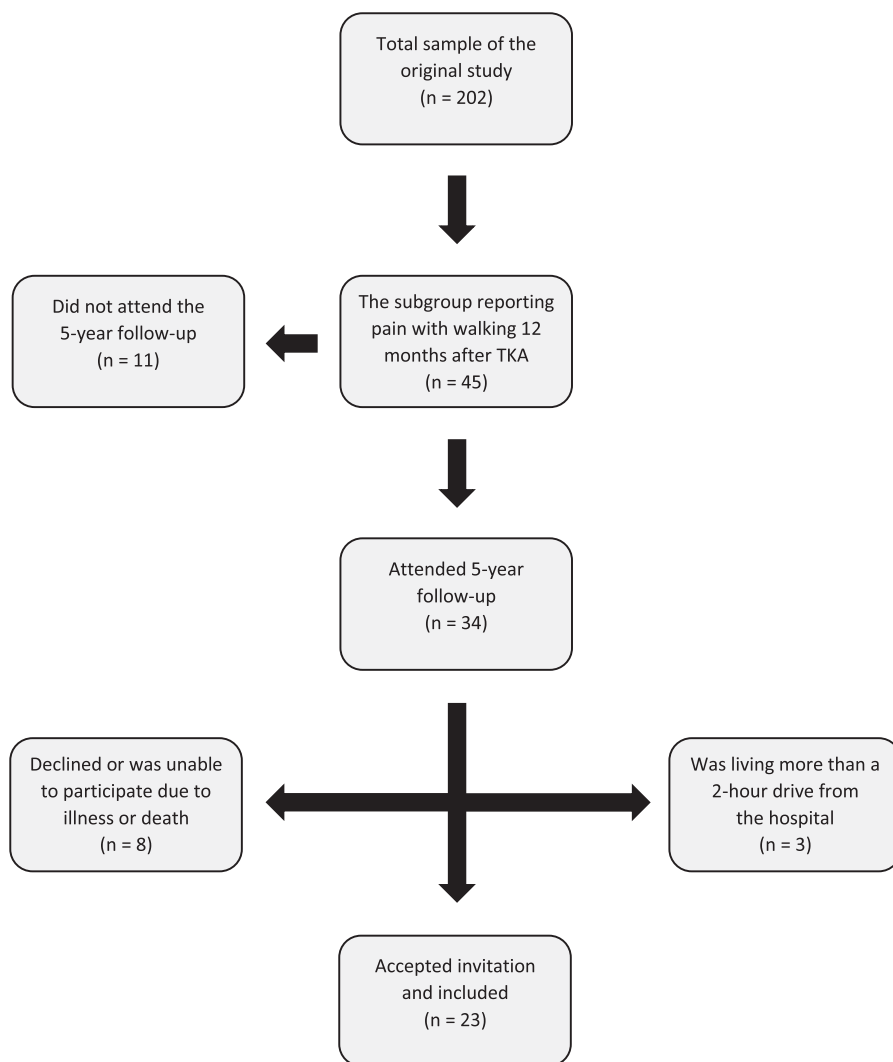 Total sample of the
original study
(n = 202)
Did not attend the
5-year follow-up
(n = 11)
The subgroup reporting
pain with walking 12
months after TKA
(n = 45)
Attended 5-year
follow-up
(n = 34)
Declined or was unable
to participate due to
illness or death
(n = 8)
Was living more than a
2-hour drive from
the hospital
(n = 3)
Accepted invitation
and included
(n = 23)